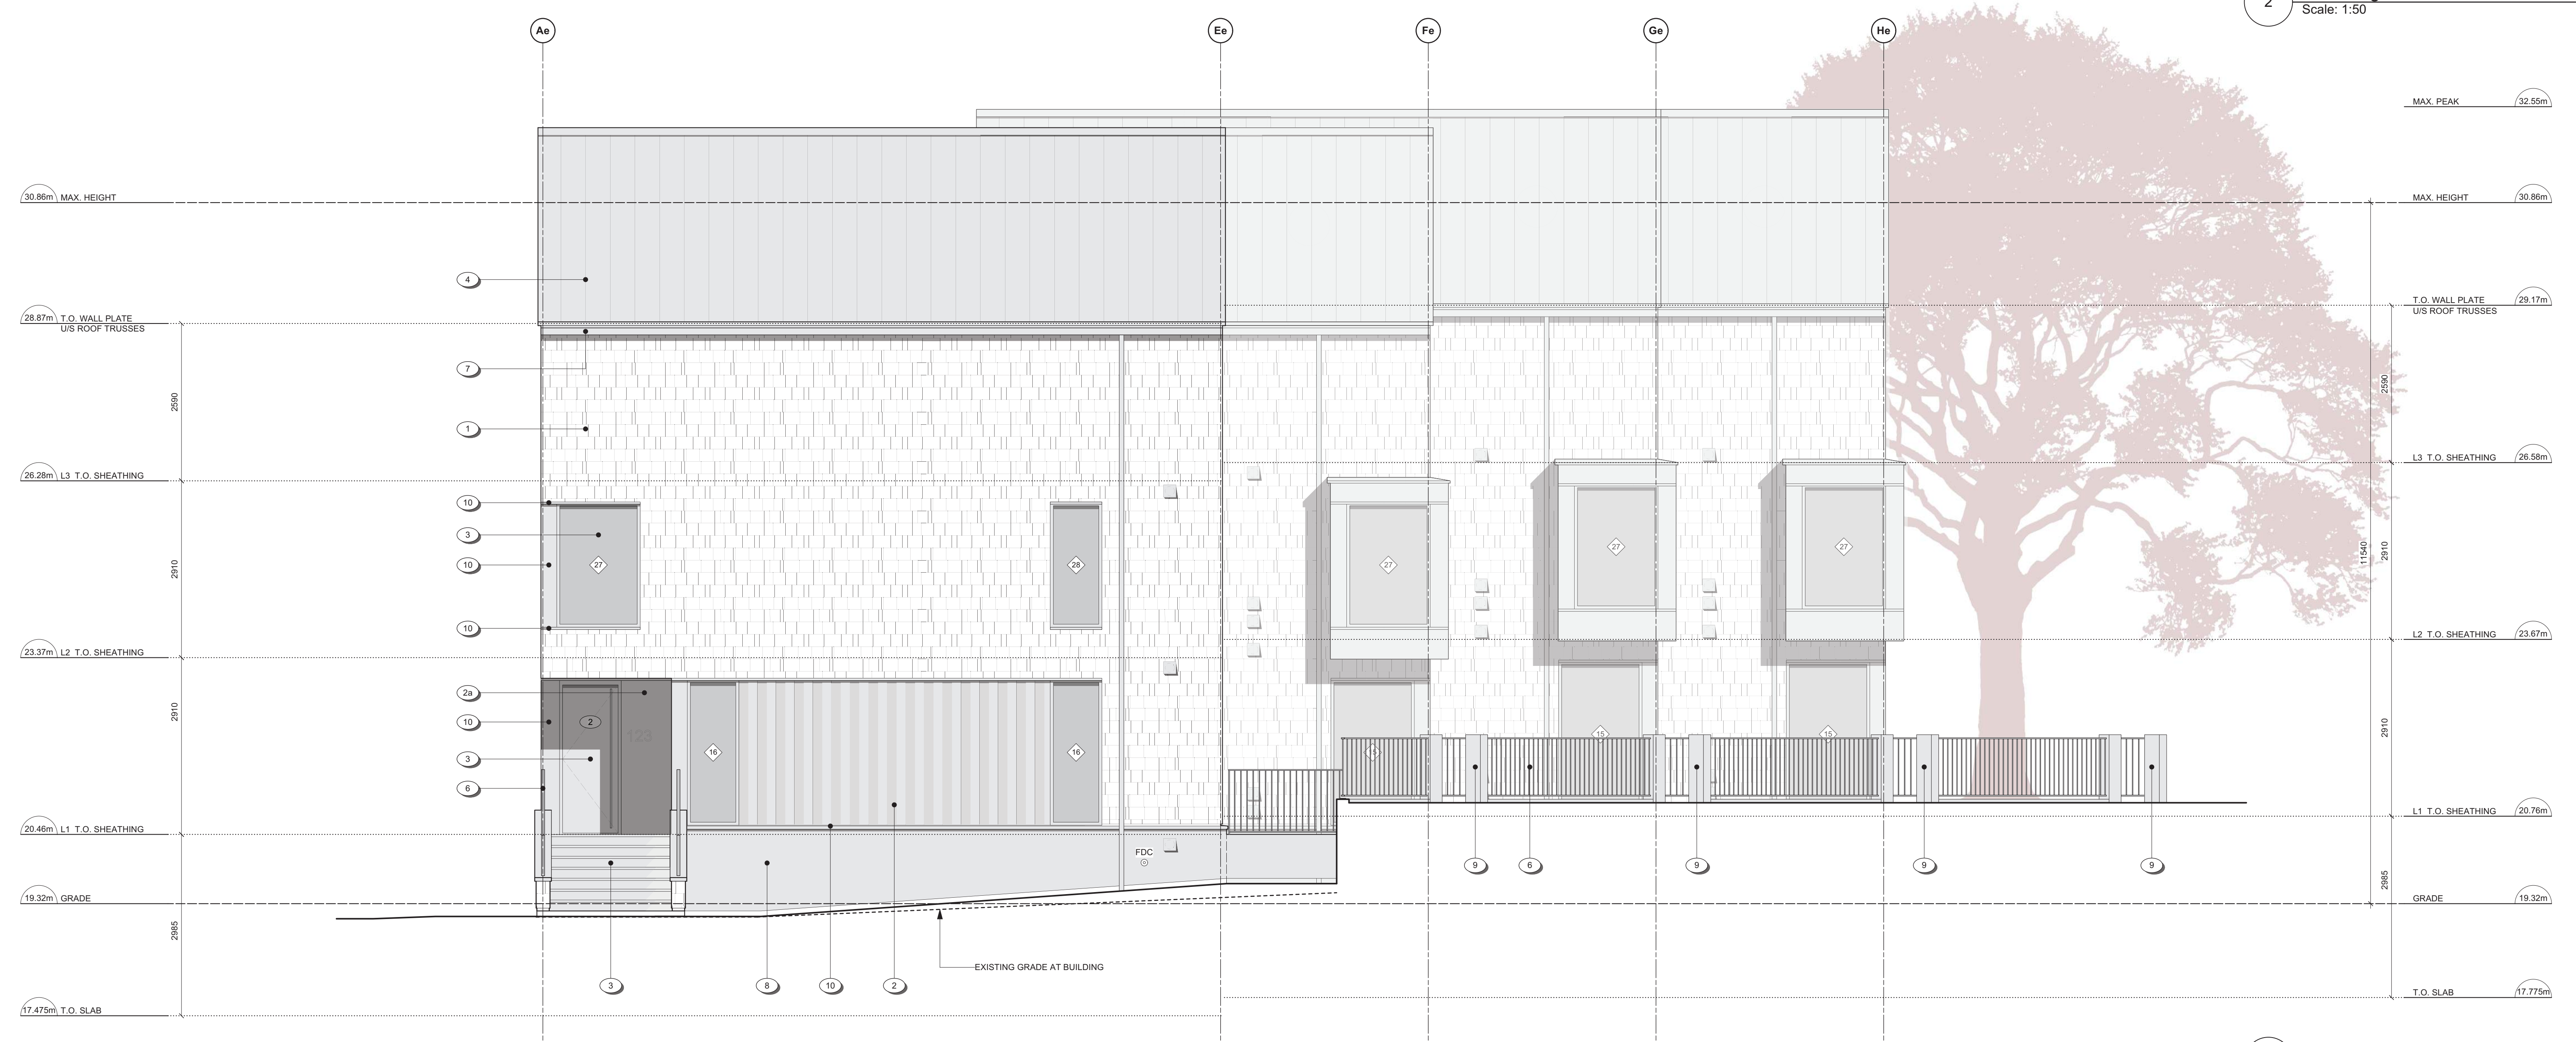 2
Scale: 1:50
Ae
Ee
Fe
Ge
He
MAX. PEAK 32.55m
30.86m MAX. HEIGHT
MAX. HEIGHT 30.86m
4
28.87m T.O. WALL PLATE
U/S ROOF TRUSSES
T.O. WALL PLATE 29.17m
U/S ROOF TRUSSES
7
2590
2590
1
26.28m L3 T.O. SHEATHING
L3 T.O. SHEATHING 26.58m
10
3
10
27
28
27
27
27
2910
11540
2910
10
23.37m L2 T.O. SHEATHING
L2 T.O. SHEATHING 23.67m
2a
10
2
123
3
16
16
15
15
15
2910
2910
6
20.46m L1 T.O. SHEATHING
L1 T.O. SHEATHING 20.76m
FDC
9
6
9
9
9
19.32m GRADE
GRADE 19.32m
2985
2985
EXISTING GRADE AT BUILDING
3
8
10
2
17.475m T.O. SLAB
T.O. SLAB 17.775m